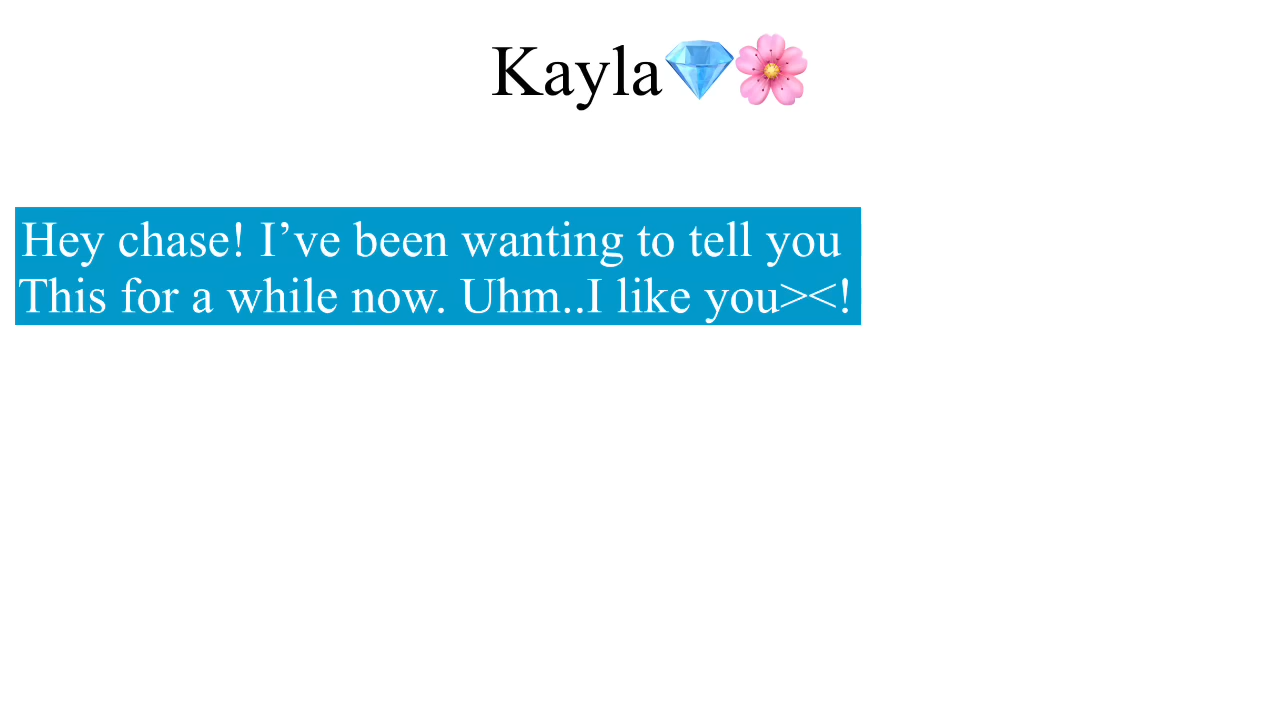 Kayla💎🌸
Hey chase! I’ve been wanting to tell you
This for a while now. Uhm..I like you><!